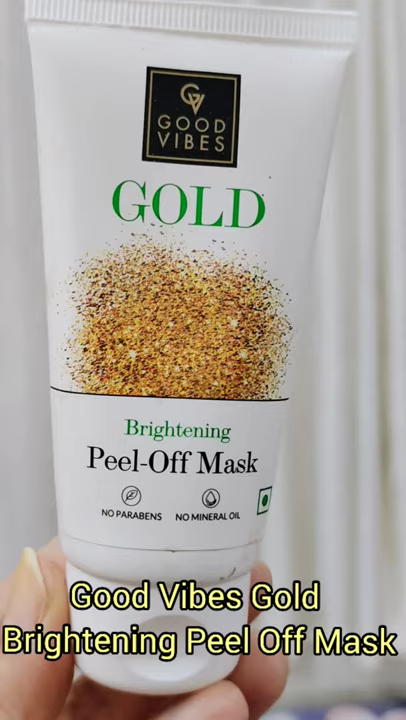 GV
GOOD
VIBES
GOLD
Brightening
Peel-Off Mask
NO PARABENS NO MINERAL OIL
Good Vibes Gold
Brightening Peel Off Mask